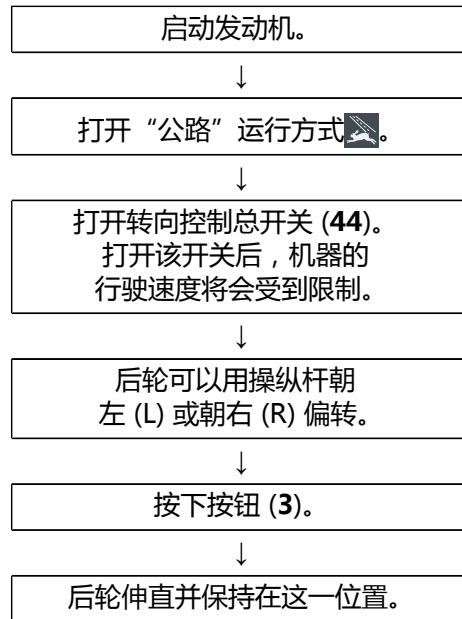 启动发动机。
↓
打开“公路”运行方式。
↓
打开转向控制总开关 (44)。
打开该开关后，机器的
行驶速度将会受到限制。
↓
后轮可以用操纵杆朝
左 (L) 或朝右 (R) 偏转。
↓
按下按钮 (3)。
↓
后轮伸直并保持在这一位置。